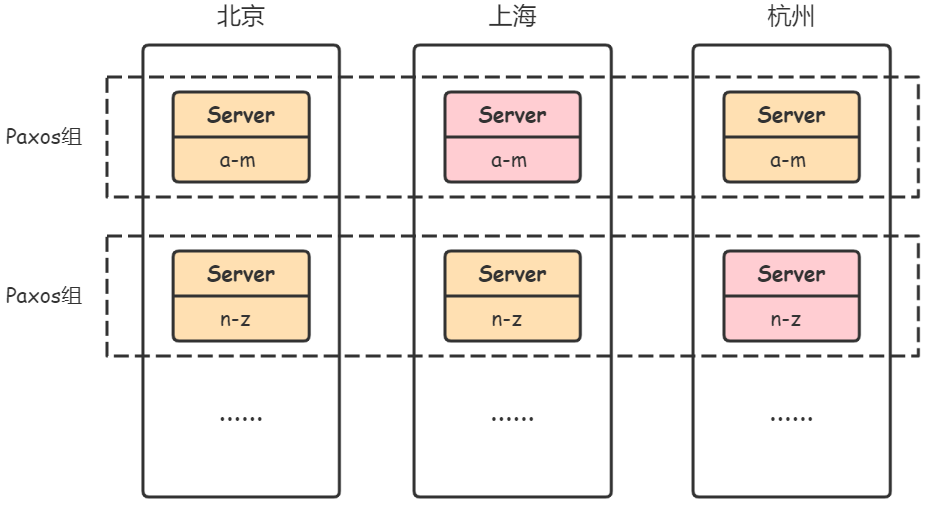 北京 上海 杭州
Server Server Server
Paxos组
a-m a-m a-m
Server Server Server
Paxos组
n-z n-z n-z
...... ...... ......